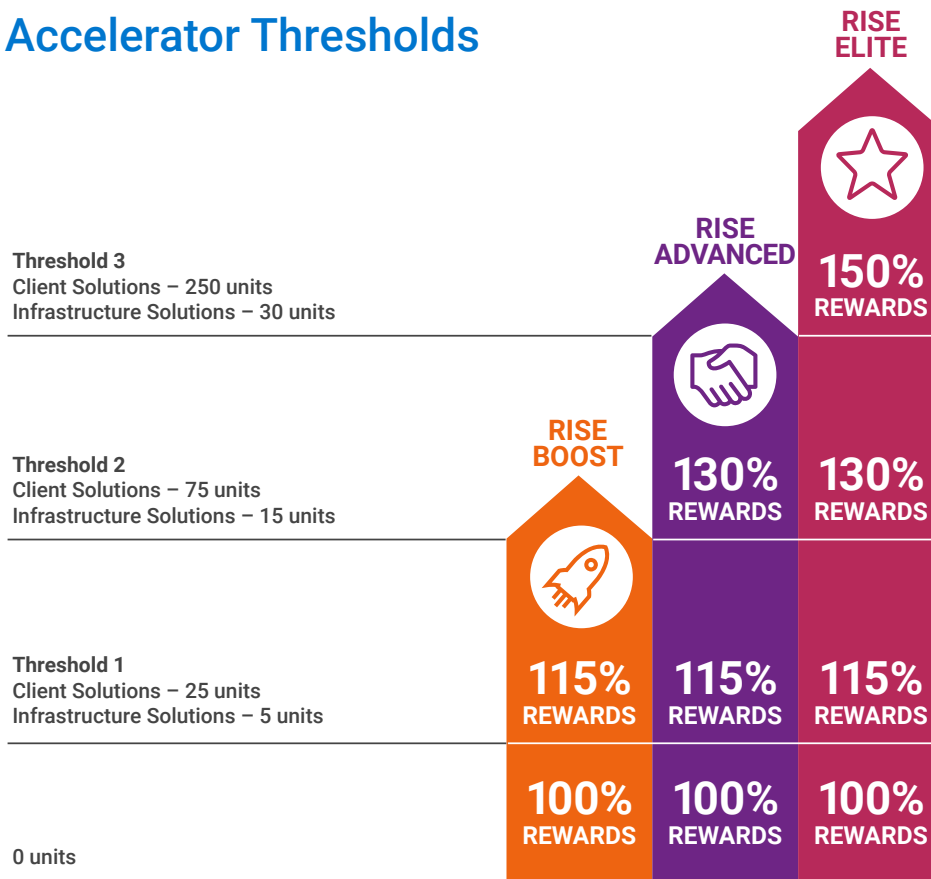 Accelerator Thresholds
RISE
ELITE
RISE
ADVANCED
Threshold 3
Client Solutions – 250 units
Infrastructure Solutions – 30 units
150%
REWARDS
RISE
BOOST
Threshold 2
Client Solutions – 75 units
Infrastructure Solutions – 15 units
130%
REWARDS
130%
REWARDS
Threshold 1
Client Solutions – 25 units
Infrastructure Solutions – 5 units
115%
REWARDS
115%
REWARDS
115%
REWARDS
100%
REWARDS
100%
REWARDS
100%
REWARDS
0 units